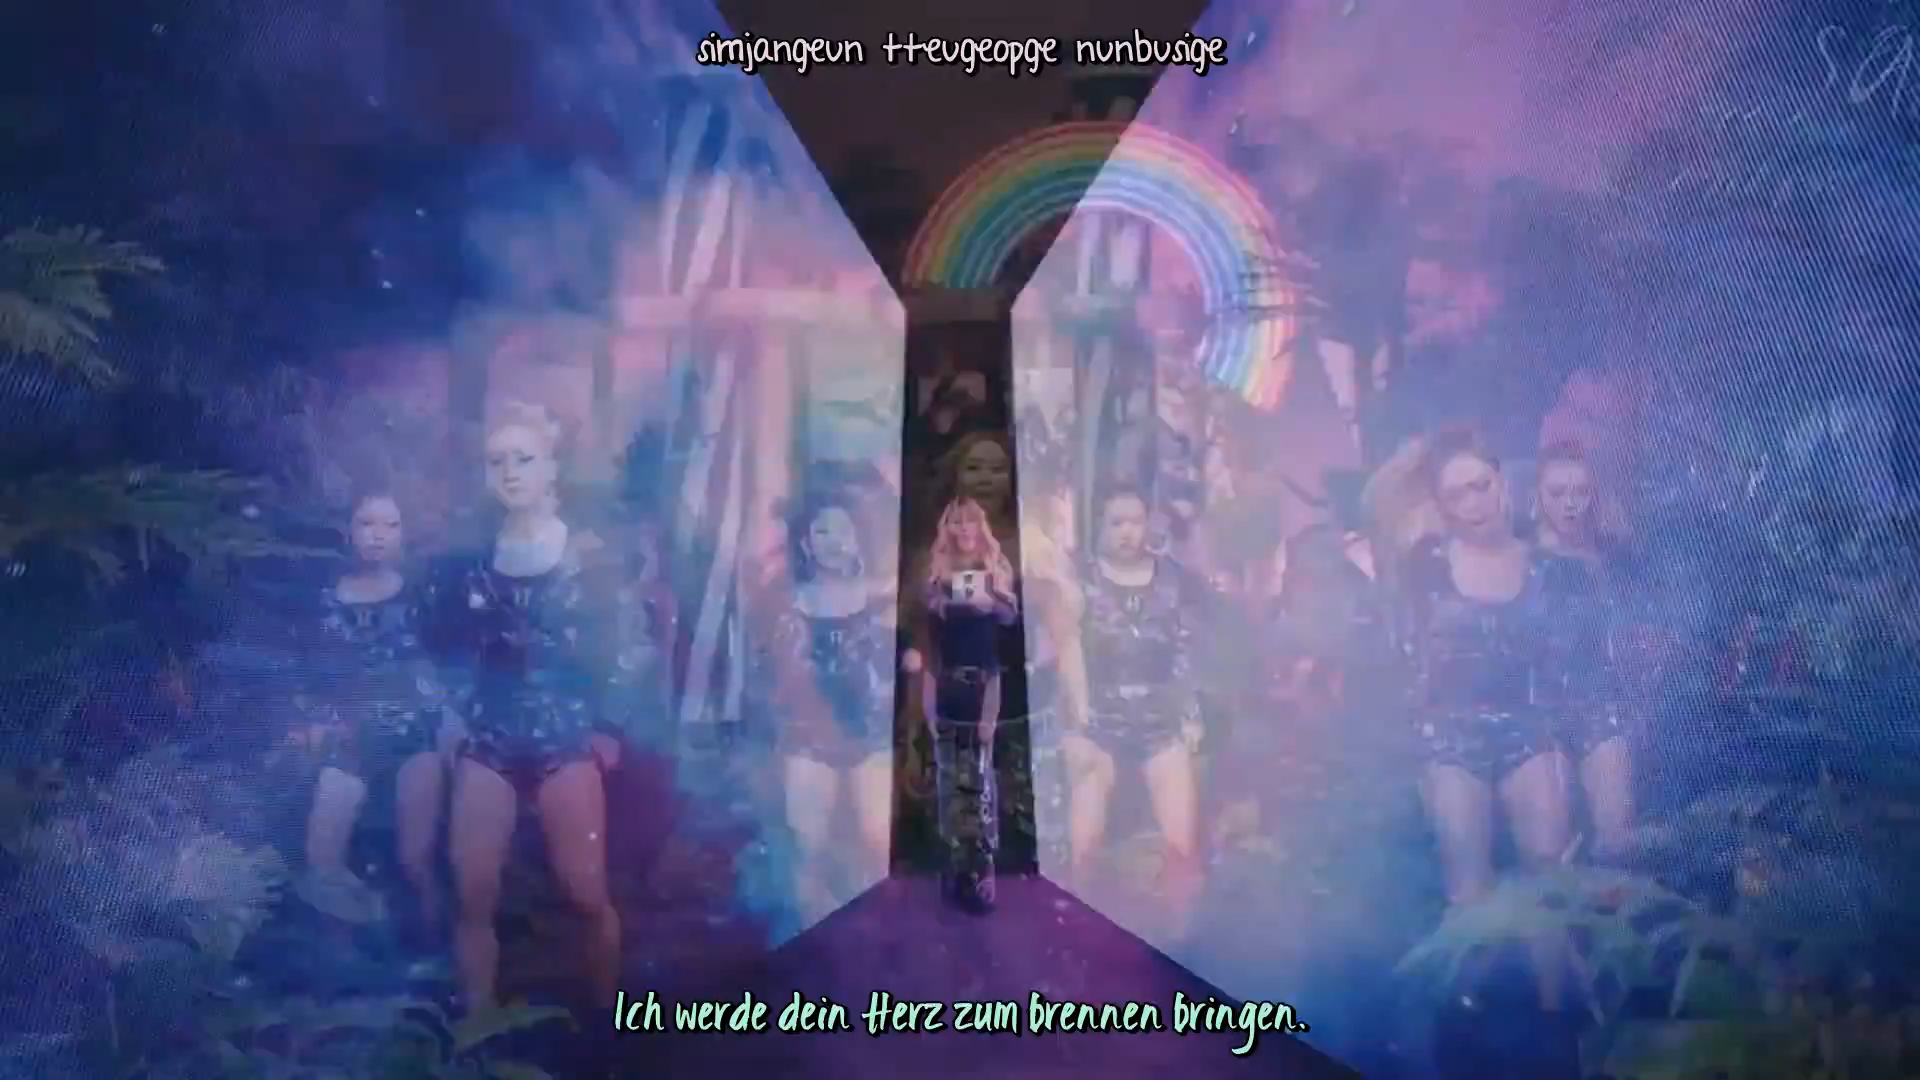 simjangeun tteugeopge nunbusige
Ich werde dein Herz zum brennen bringen.